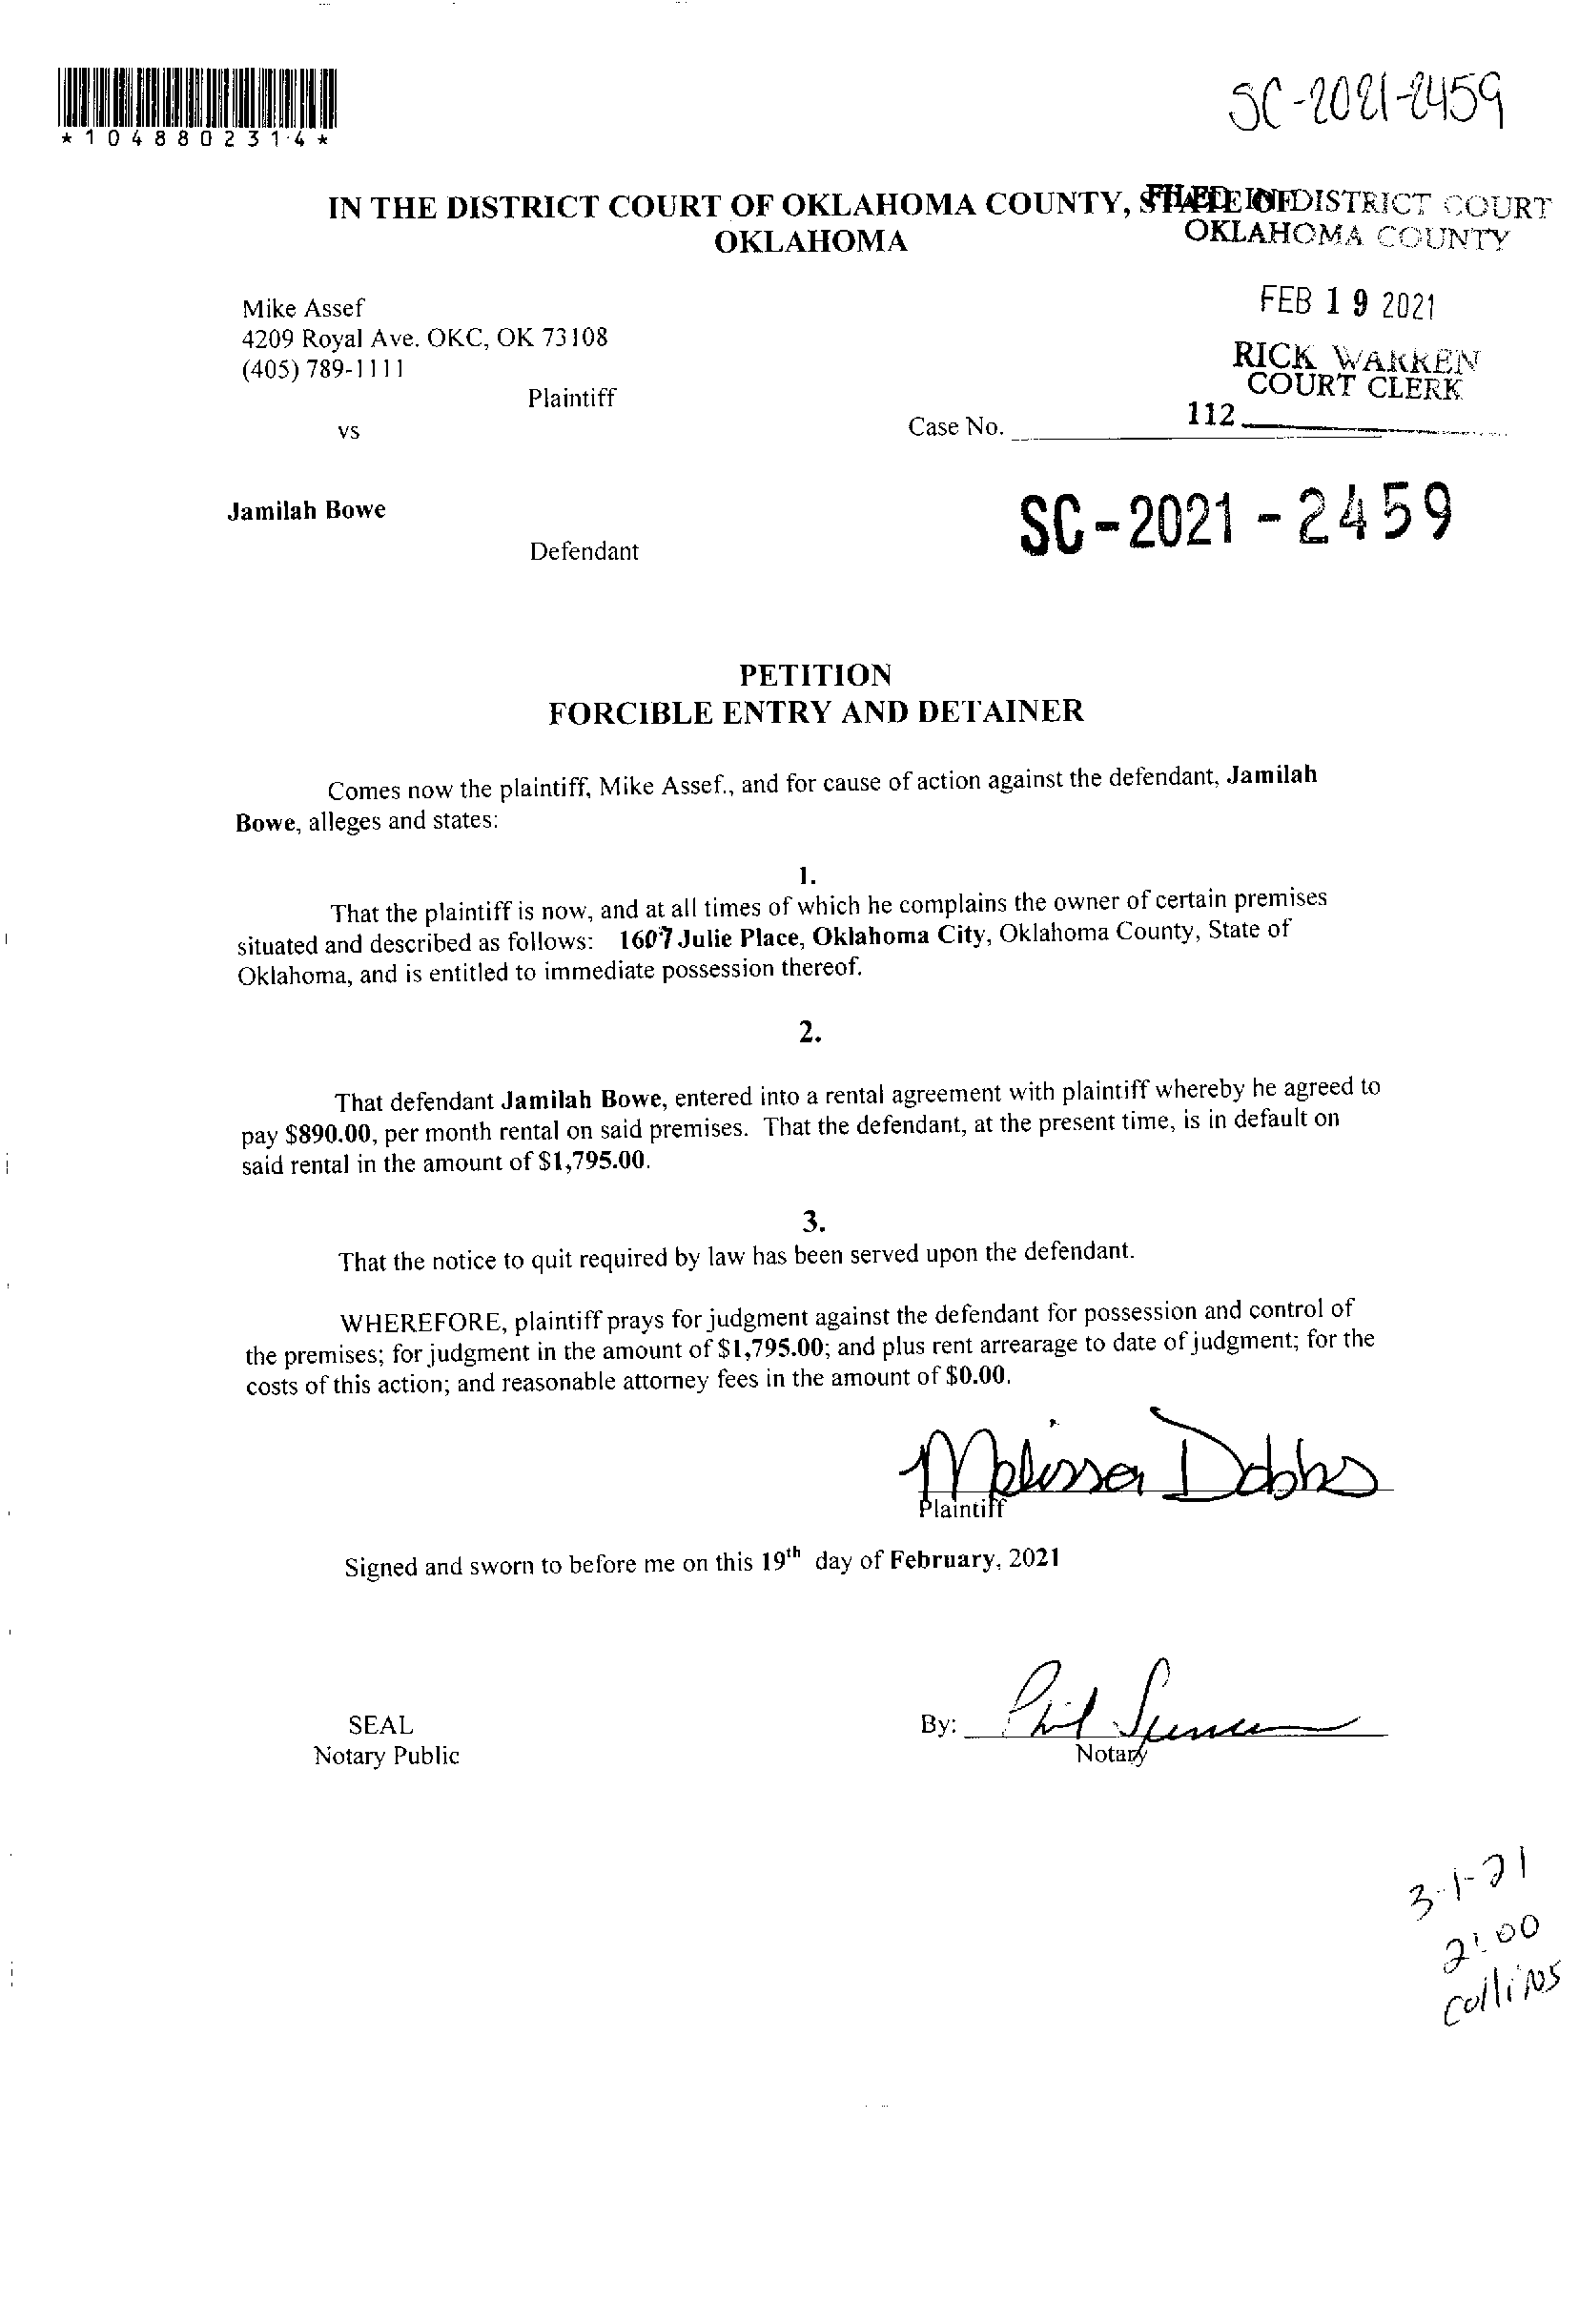 *1048802314*
SC-2021-2459
IN THE DISTRICT COURT OF OKLAHOMA COUNTY, STATE OF
OKLAHOMA
FILED IN DISTRICT COURT
OKLAHOMA COUNTY
FEB 19 2021
RICK WARREN
COURT CLERK
112
Mike Assef
4209 Royal Ave. OKC, OK 73108
(405) 789-1111
Plaintiff
vs
Case No.
Jamilah Bowe
SC-2021-2459
Defendant
PETITION
FORCIBLE ENTRY AND DETAINER
Comes now the plaintiff, Mike Assef., and for cause of action against the defendant, Jamilah
Bowe, alleges and states:
1.
That the plaintiff is now, and at all times of which he complains the owner of certain premises
situated and described as follows: 1607 Julie Place, Oklahoma City, Oklahoma County, State of
Oklahoma, and is entitled to immediate possession thereof.
2.
That defendant Jamilah Bowe, entered into a rental agreement with plaintiff whereby he agreed to
pay $890.00, per month rental on said premises. That the defendant, at the present time, is in default on
said rental in the amount of $1,795.00.
3.
That the notice to quit required by law has been served upon the defendant.
WHEREFORE, plaintiff prays for judgment against the defendant for possession and control of
the premises; for judgment in the amount of $1,795.00; and plus rent arrearage to date of judgment; for the
costs of this action; and reasonable attorney fees in the amount of $0.00.
Melissa Dobbs
Plaintiff
Signed and sworn to before me on this 19th day of February, 2021
SEAL
Notary Public
By: Phil
Notary
3-1-21
2:00
Collins